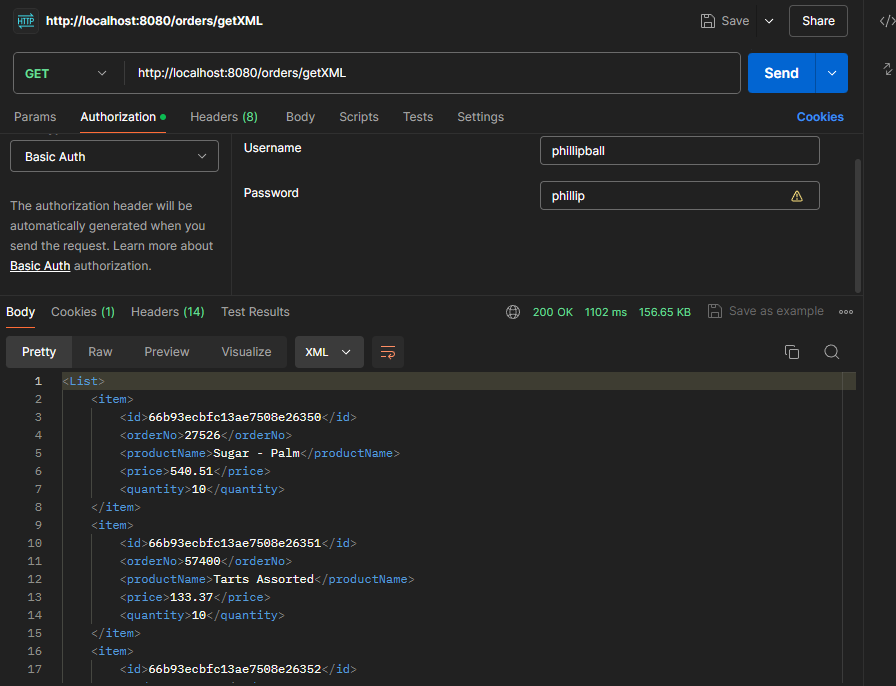 HTTP http://localhost:8080/orders/getXML Save Share </>
GET http://localhost:8080/orders/getXML Send
Params Authorization Headers (8) Body Scripts Tests Settings Cookies
Basic Auth Username phillipball
Password phillip
The authorization header will be
automatically generated when you
send the request. Learn more about
Basic Auth authorization.
Body Cookies (1) Headers (14) Test Results 200 OK 1102 ms 156.65 KB Save as example
Pretty Raw Preview Visualize XML
1 <List>
2 <item>
3 <id>66b93ecbfc13ae7508e26350</id>
4 <orderNo>27526</orderNo>
5 <productName>Sugar - Palm</productName>
6 <price>540.51</price>
7 <quantity>10</quantity>
8 </item>
9 <item>
10 <id>66b93ecbfc13ae7508e26351</id>
11 <orderNo>57400</orderNo>
12 <productName>Tarts Assorted</productName>
13 <price>133.37</price>
14 <quantity>10</quantity>
15 </item>
16 <item>
17 <id>66b93ecbfc13ae7508e26352</id>